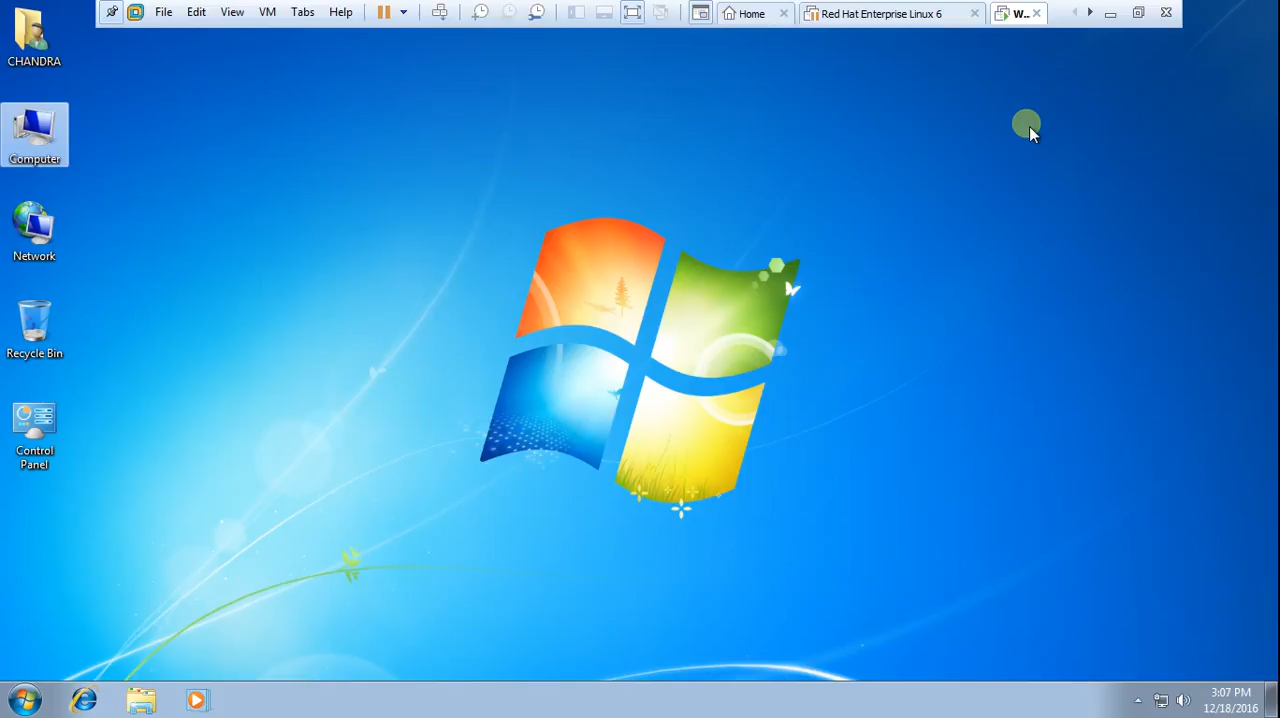 File Edit View VM Tabs Help
Home
Red Hat Enterprise Linux 6
W...
CHANDRA
Computer
Network
Recycle Bin
Control
Panel
3:07 PM
12/18/2016